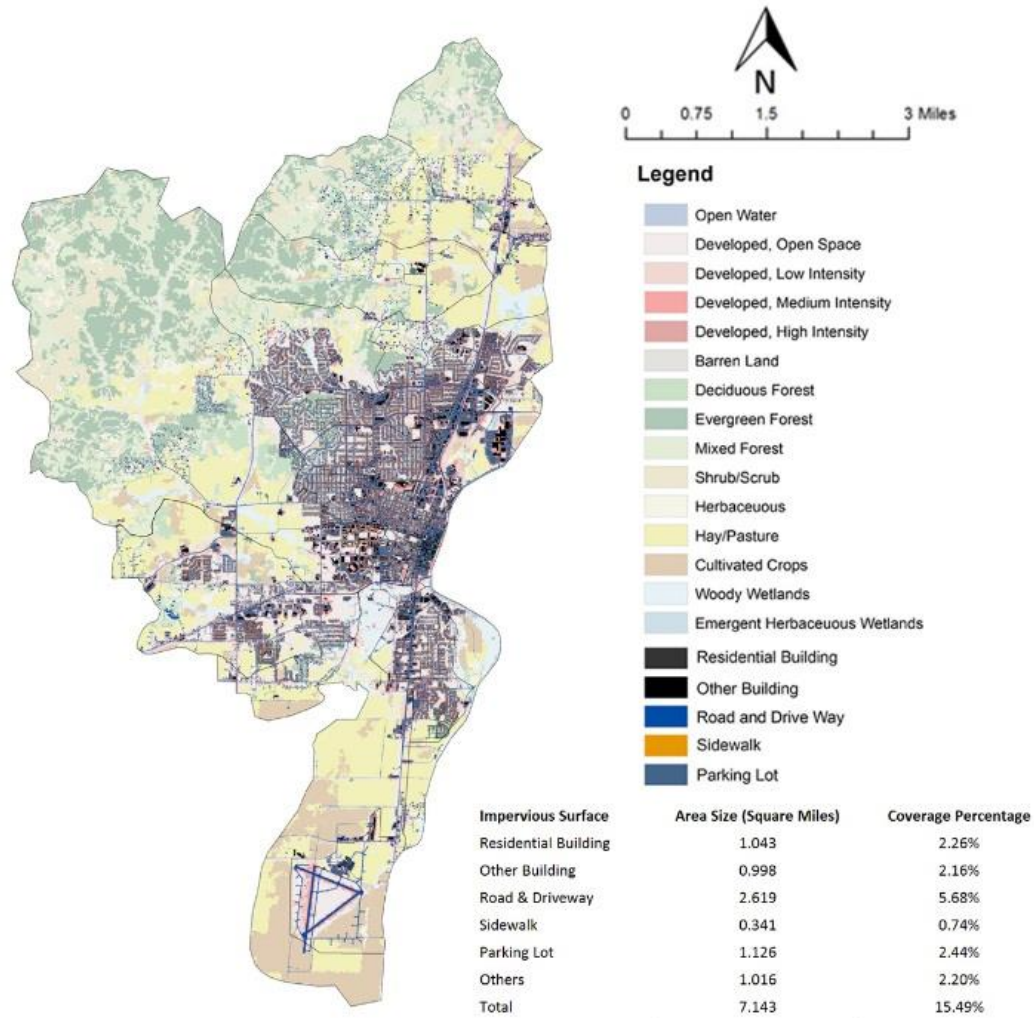 N
0 0.75 1.5 3 Miles
Legend
Open Water
Developed, Open Space
Developed, Low Intensity
Developed, Medium Intensity
Developed, High Intensity
Barren Land
Deciduous Forest
Evergreen Forest
Mixed Forest
Shrub/Scrub
Herbaceuous
Hay/Pasture
Cultivated Crops
Woody Wetlands
Emergent Herbaceuous Wetlands
Residential Building
Other Building
Road and Drive Way
Sidewalk
Parking Lot
Impervious Surface Area Size (Square Miles) Coverage Percentage
Residential Building 1.043 2.26%
Other Building 0.998 2.16%
Road & Driveway 2.619 5.68%
Sidewalk 0.341 0.74%
Parking Lot 1.126 2.44%
Others 1.016 2.20%
Total 7.143 15.49%